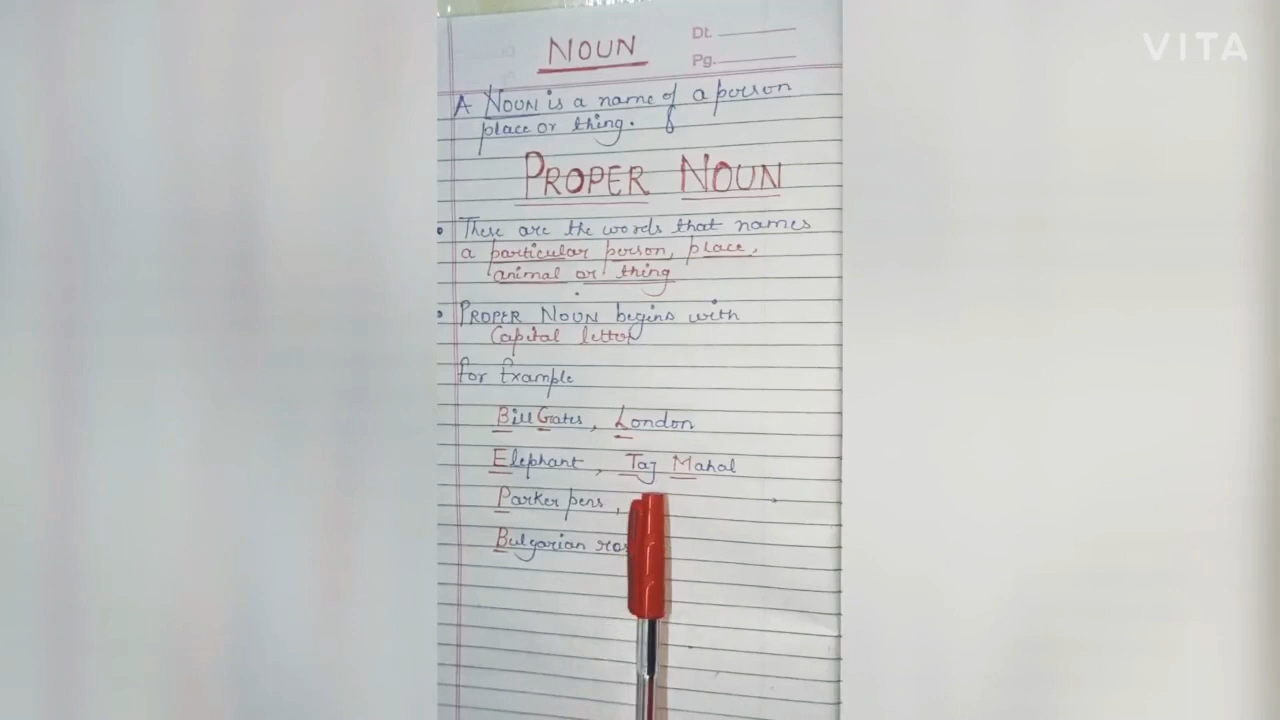 VITA
NOUN
Dt.
Pg.
A NOUN is a name of a person
place or thing.
PROPER NOUN
• These are the words that names
a particular person, place,
animal or thing
• PROPER NOUN begins with
Capital letter
for Example
Bill Gates, London
Elephant, Taj Mahal
Parker pens,
Bulgarian